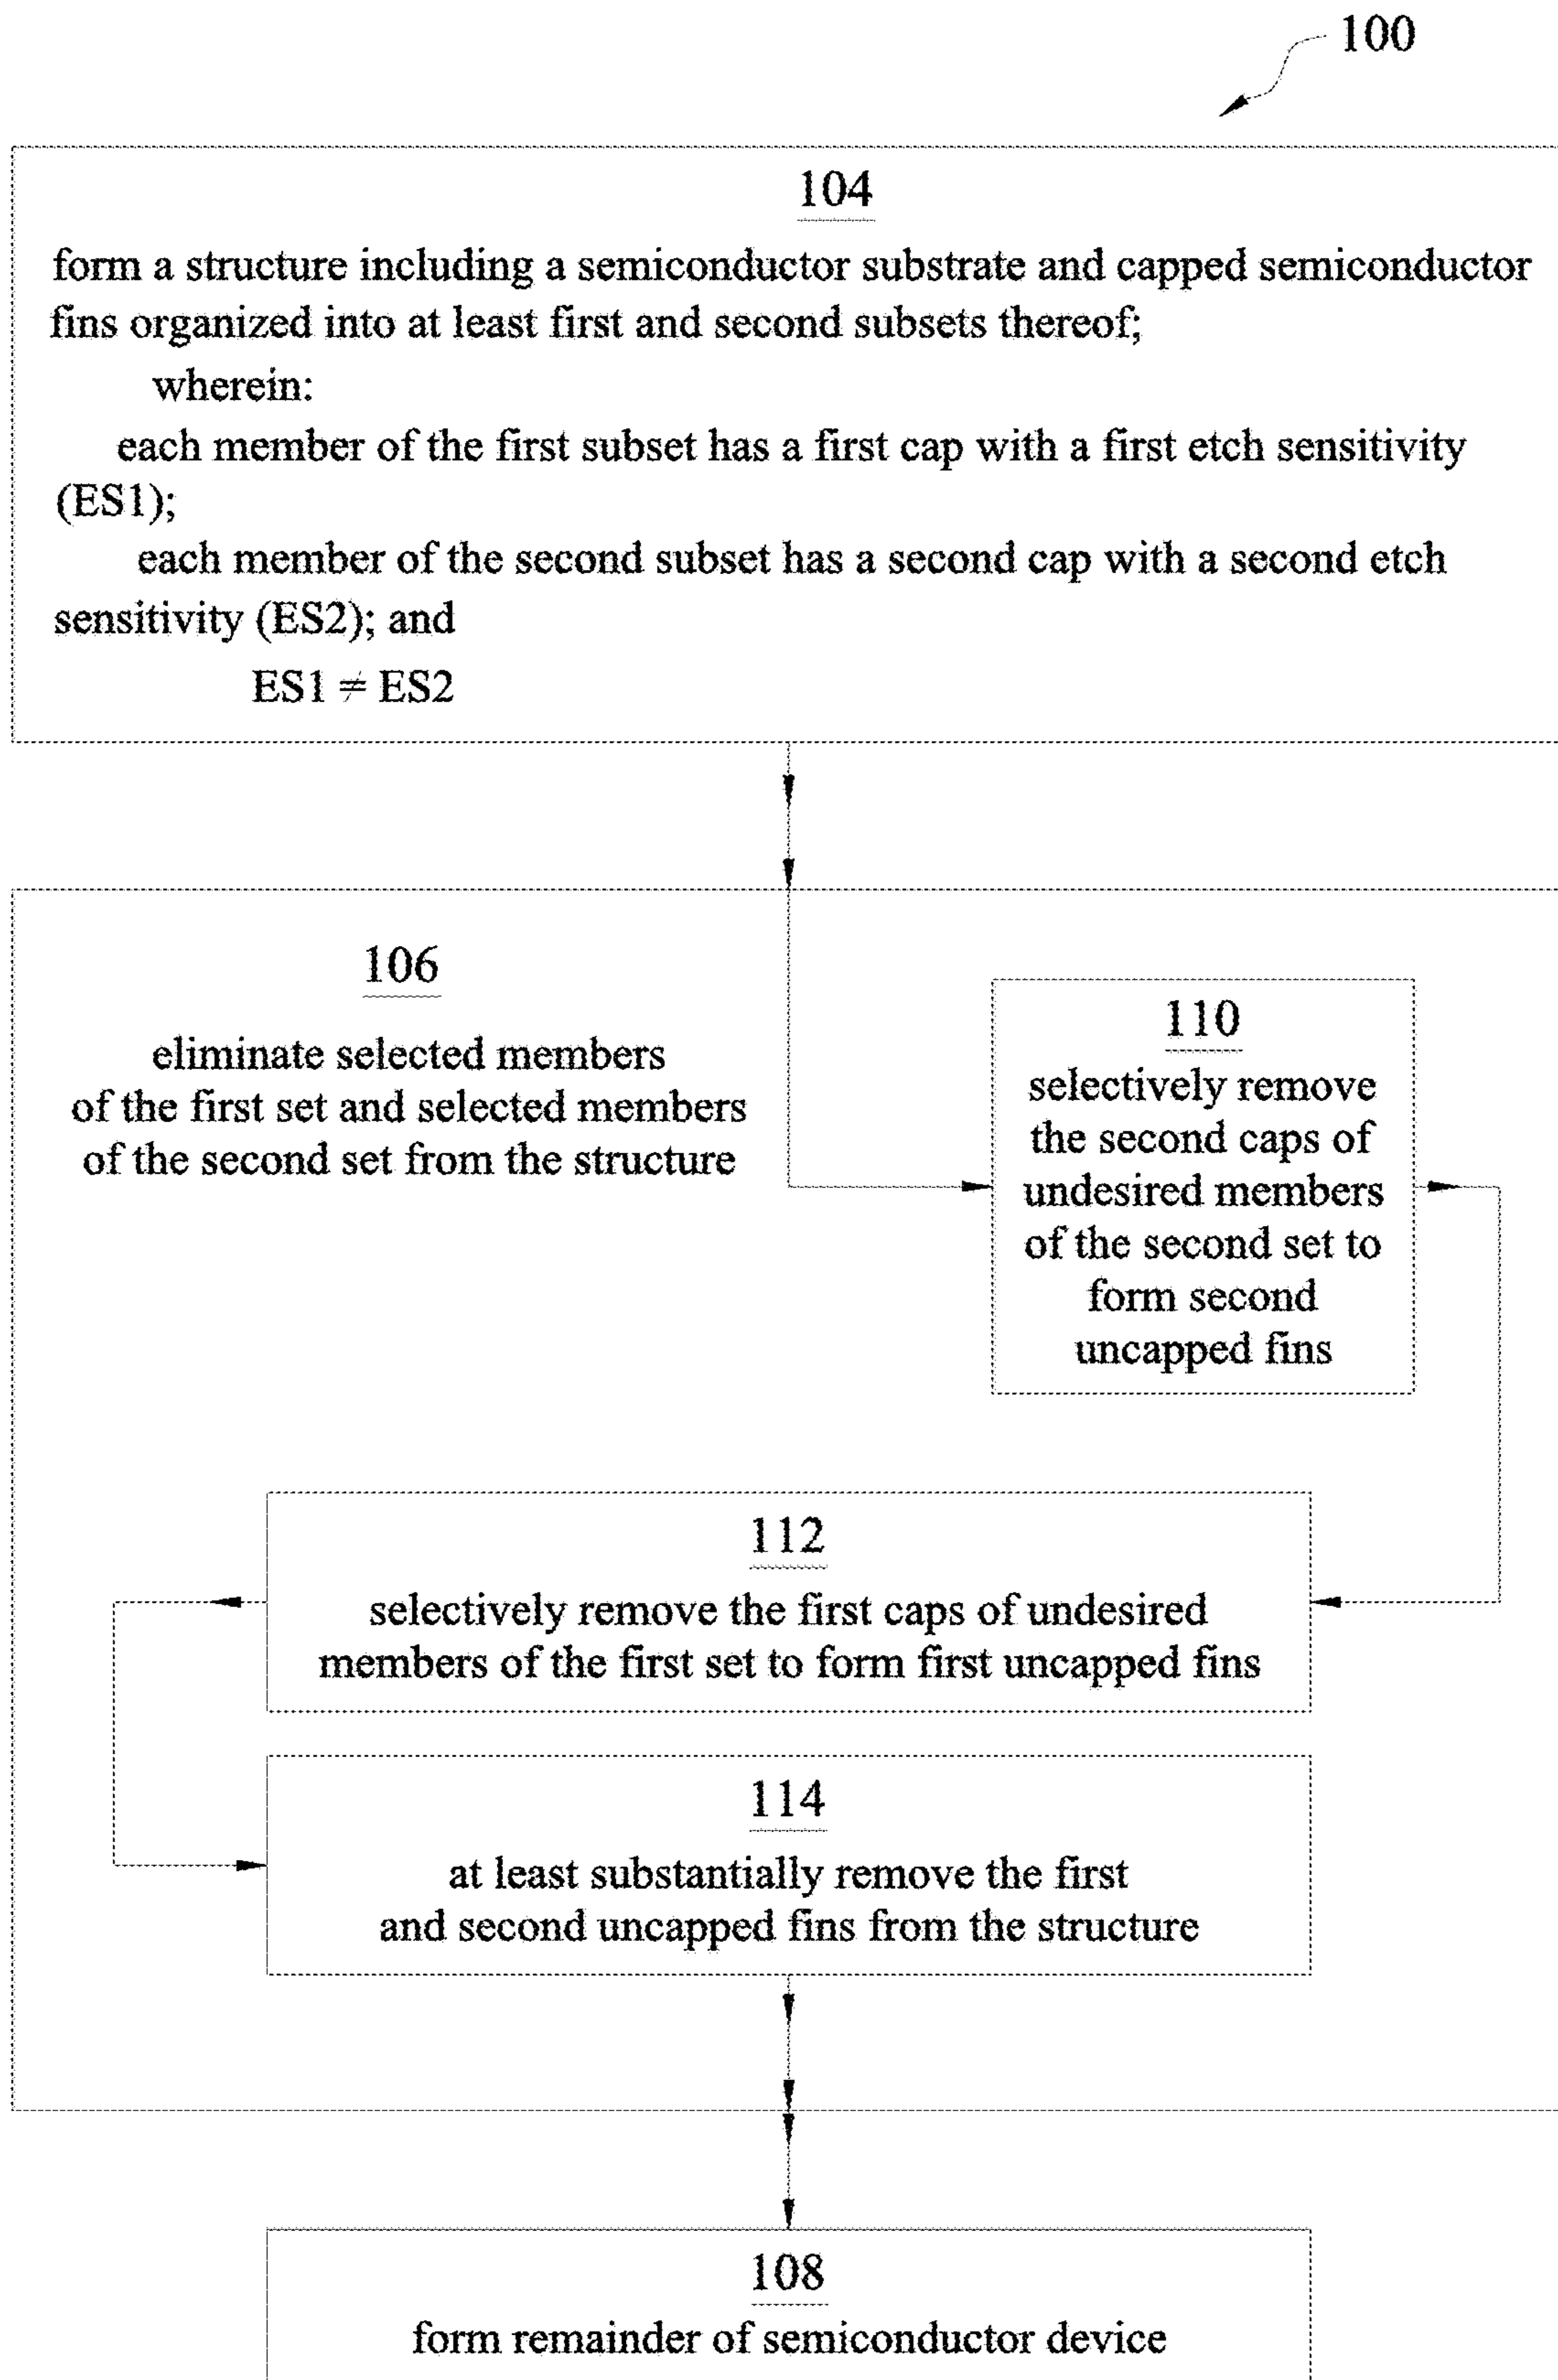 100
104
form a structure including a semiconductor substrate and capped semiconductor
fins organized into at least first and second subsets thereof;
wherein:
each member of the first subset has a first cap with a first etch sensitivity
(ES1);
each member of the second subset has a second cap with a second etch
sensitivity (ES2); and
ES1 ≠ ES2
106
eliminate selected members
of the first set and selected members
of the second set from the structure
110
selectively remove
the second caps of
undesired members
of the second set to
form second
uncapped fins
112
selectively remove the first caps of undesired
members of the first set to form first uncapped fins
114
at least substantially remove the first
and second uncapped fins from the structure
108
form remainder of semiconductor device